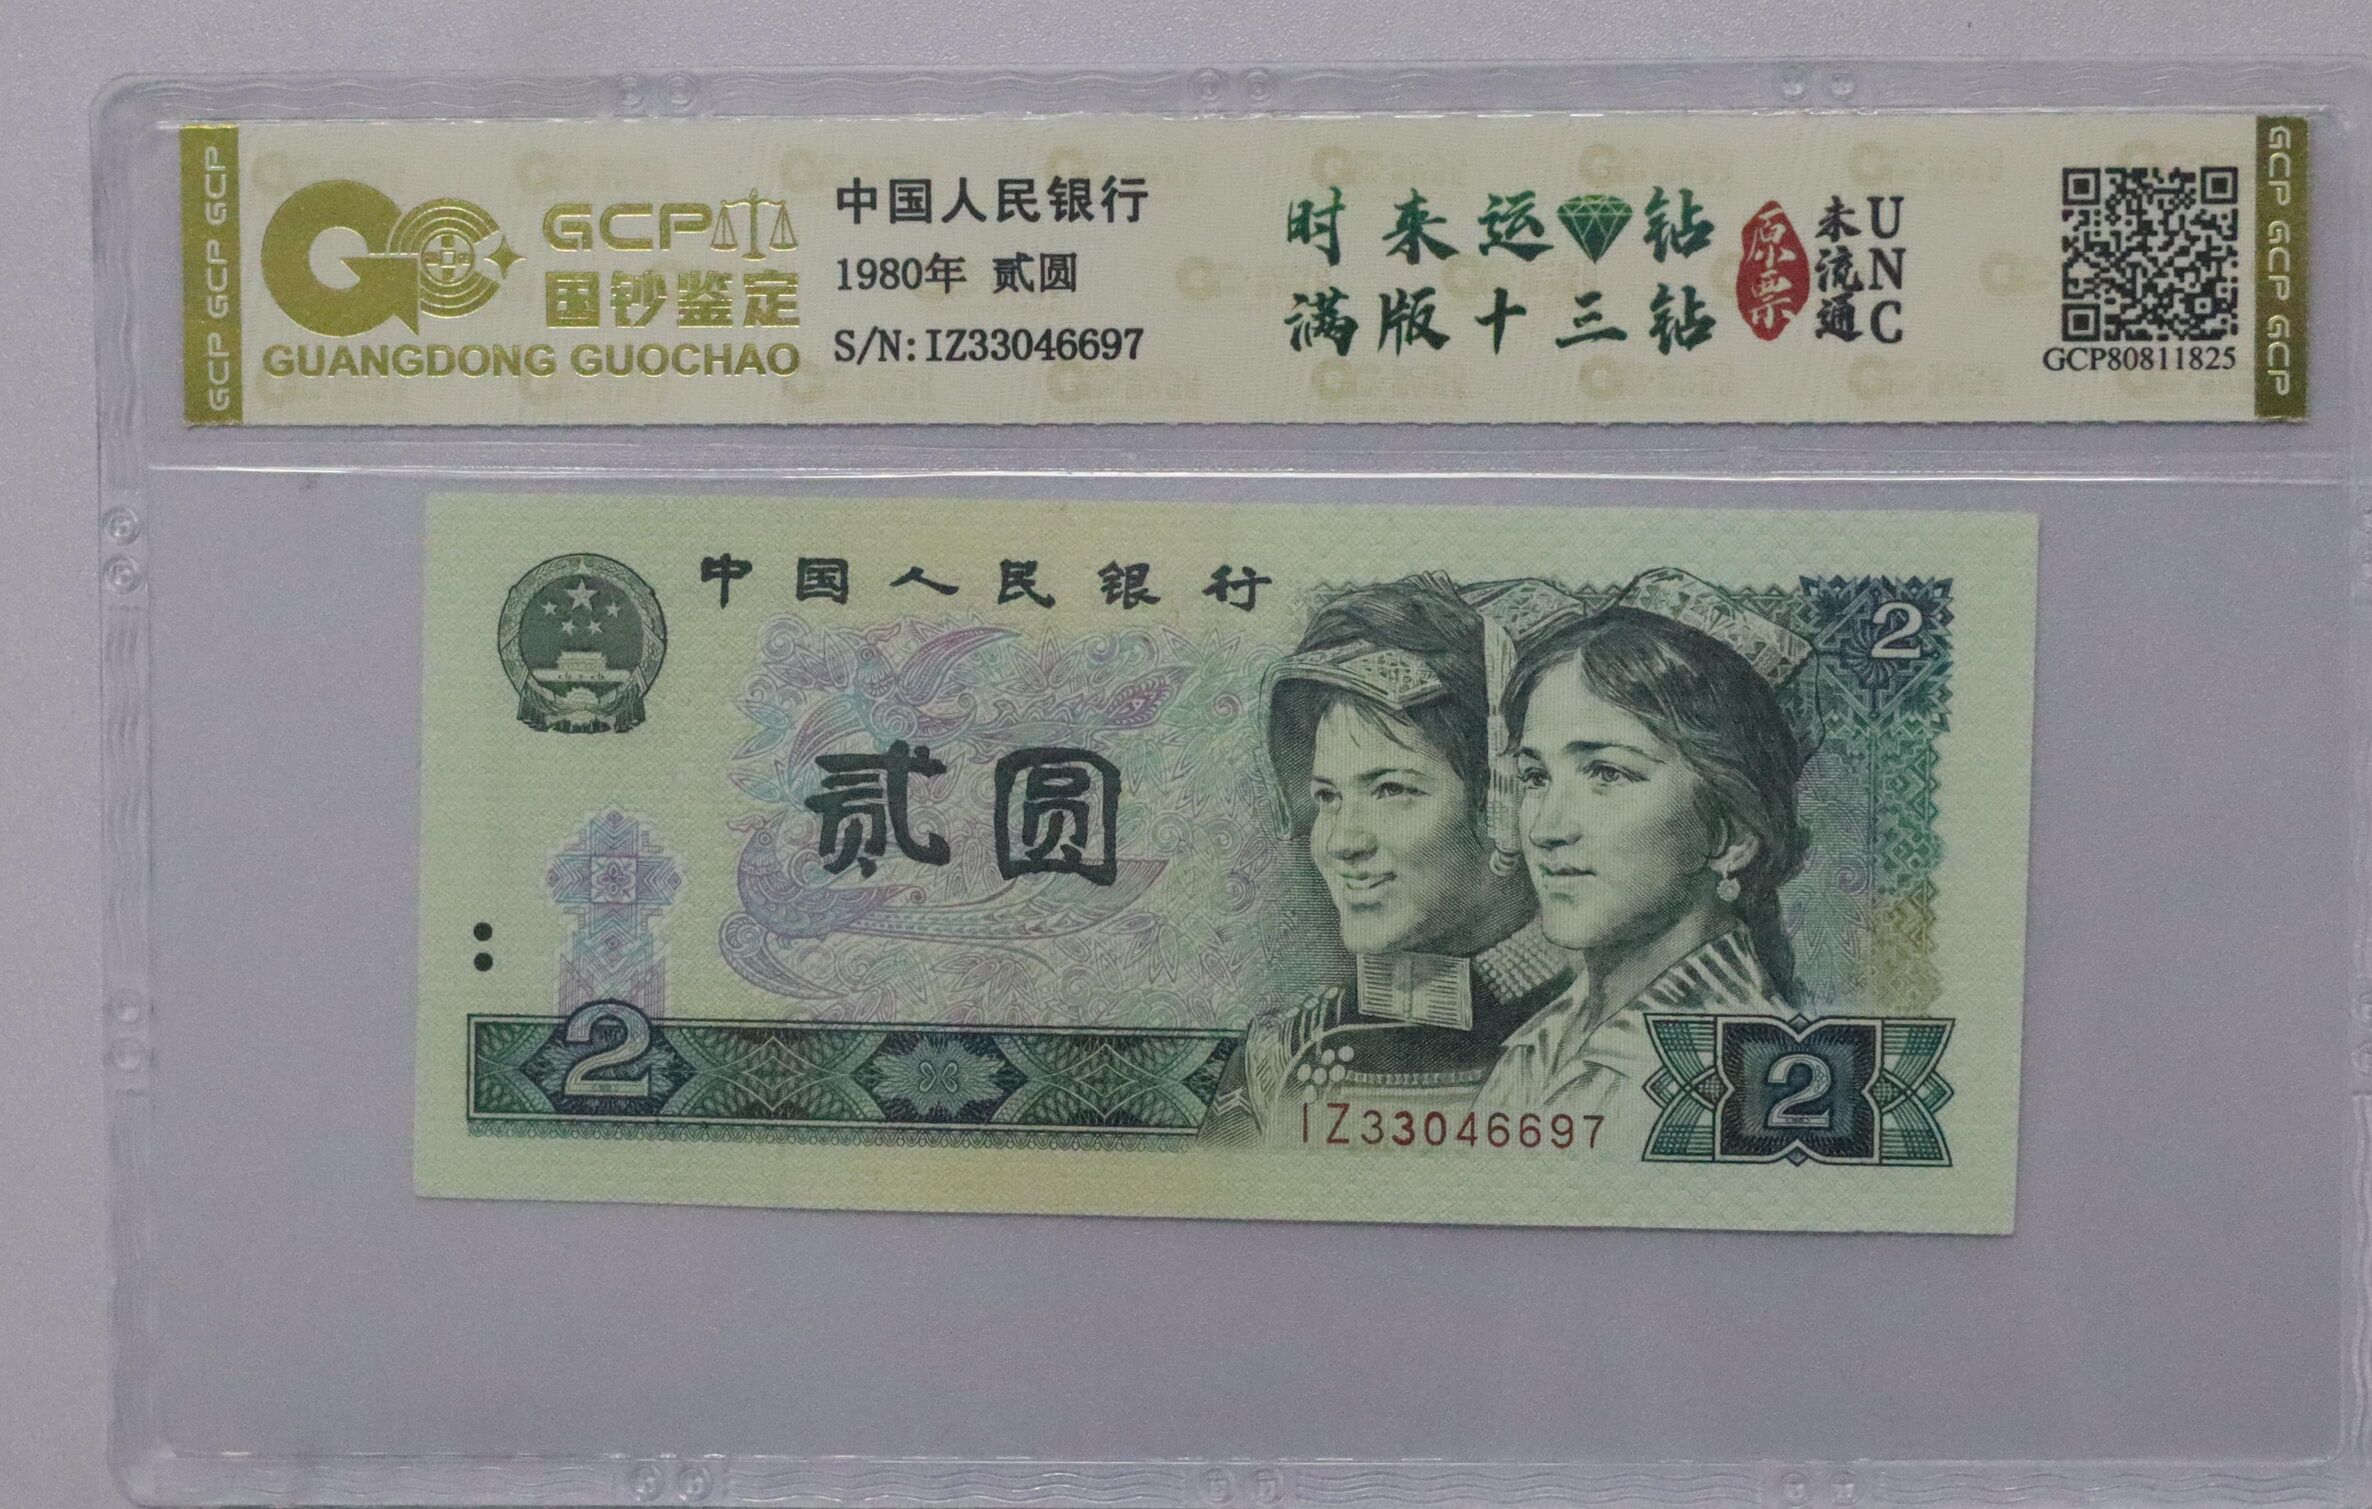 GCP GCP GCP
GCP
国钞鉴定
GUANGDONG GUOCHAO
中国人民银行
1980年 贰圆
S/N:IZ33046697
时来运钻
满版十三钻
原票
未流通
UNC
GCP80811825
GCP GCP GCP
中国人民银行
2
贰圆
2
IZ33046697
2